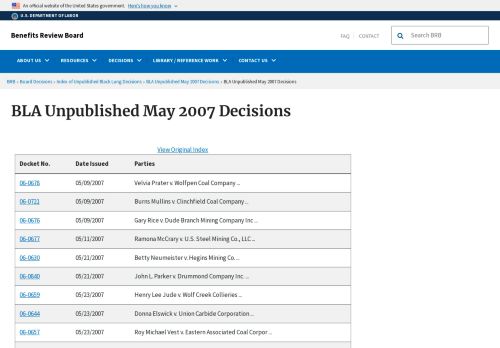 An official website of the United States government. Here's how you know
U.S. DEPARTMENT OF LABOR
Benefits Review Board
FAQ CONTACT
Search BRB
ABOUT US RESOURCES DECISIONS LIBRARY / REFERENCE WORK CONTACT US
BRB › Board Decisions › Index of Unpublished Black Lung Decisions › BLA Unpublished May 2007 Decisions › BLA Unpublished May 2007 Decisions
BLA Unpublished May 2007 Decisions
View Original Index
Docket No. Date Issued Parties
06-0678 05/09/2007 Velvia Prater v. Wolfpen Coal Company ...
06-0721 05/09/2007 Burns Mullins v. Clinchfield Coal Company ...
06-0676 05/09/2007 Gary Rice v. Dude Branch Mining Company Inc ...
06-0677 05/11/2007 Ramona McCrary v. U.S. Steel Mining Co., LLC ...
06-0630 05/21/2007 Betty Neumeister v. Hegins Mining Co. ...
06-0840 05/21/2007 John L. Parker v. Drummond Company Inc. ...
06-0659 05/23/2007 Henry Lee Jude v. Wolf Creek Collieries ...
06-0644 05/23/2007 Donna Elswick v. Union Carbide Corporation ...
06-0657 05/23/2007 Roy Michael Vest v. Eastern Associated Coal Corpor ...